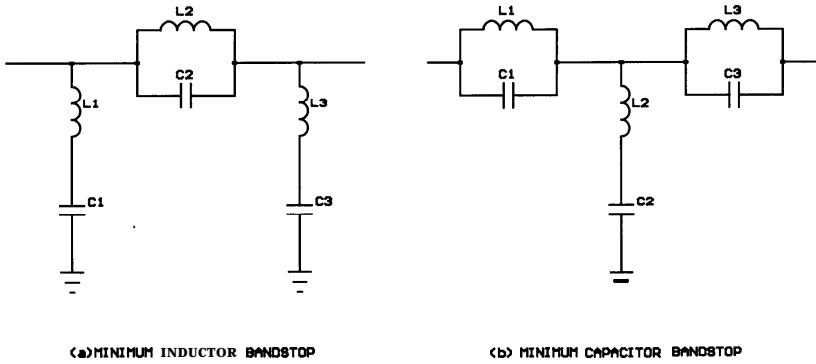 L2
C2
L1
L3
C1
C3
L1
L3
C1
C3
L2
C2
(a)MINIMUM INDUCTOR BANDSTOP
(b) MINIMUM CAPACITOR BANDSTOP